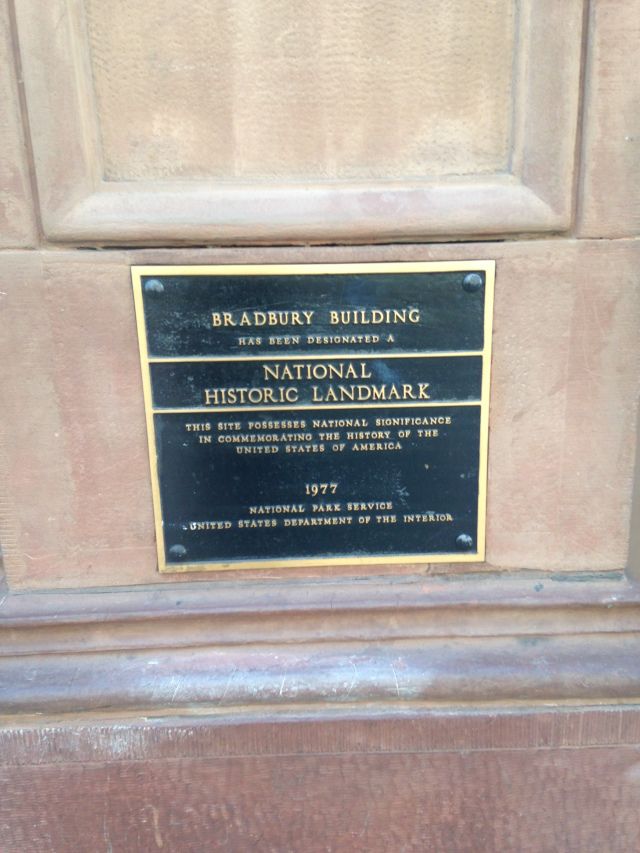 BRADBURY BUILDING
HAS BEEN DESIGNATED A
NATIONAL
HISTORIC LANDMARK
THIS SITE POSSESSES NATIONAL SIGNIFICANCE
IN COMMEMORATING THE HISTORY OF THE
UNITED STATES OF AMERICA
1977
NATIONAL PARK SERVICE
UNITED STATES DEPARTMENT OF THE INTERIOR